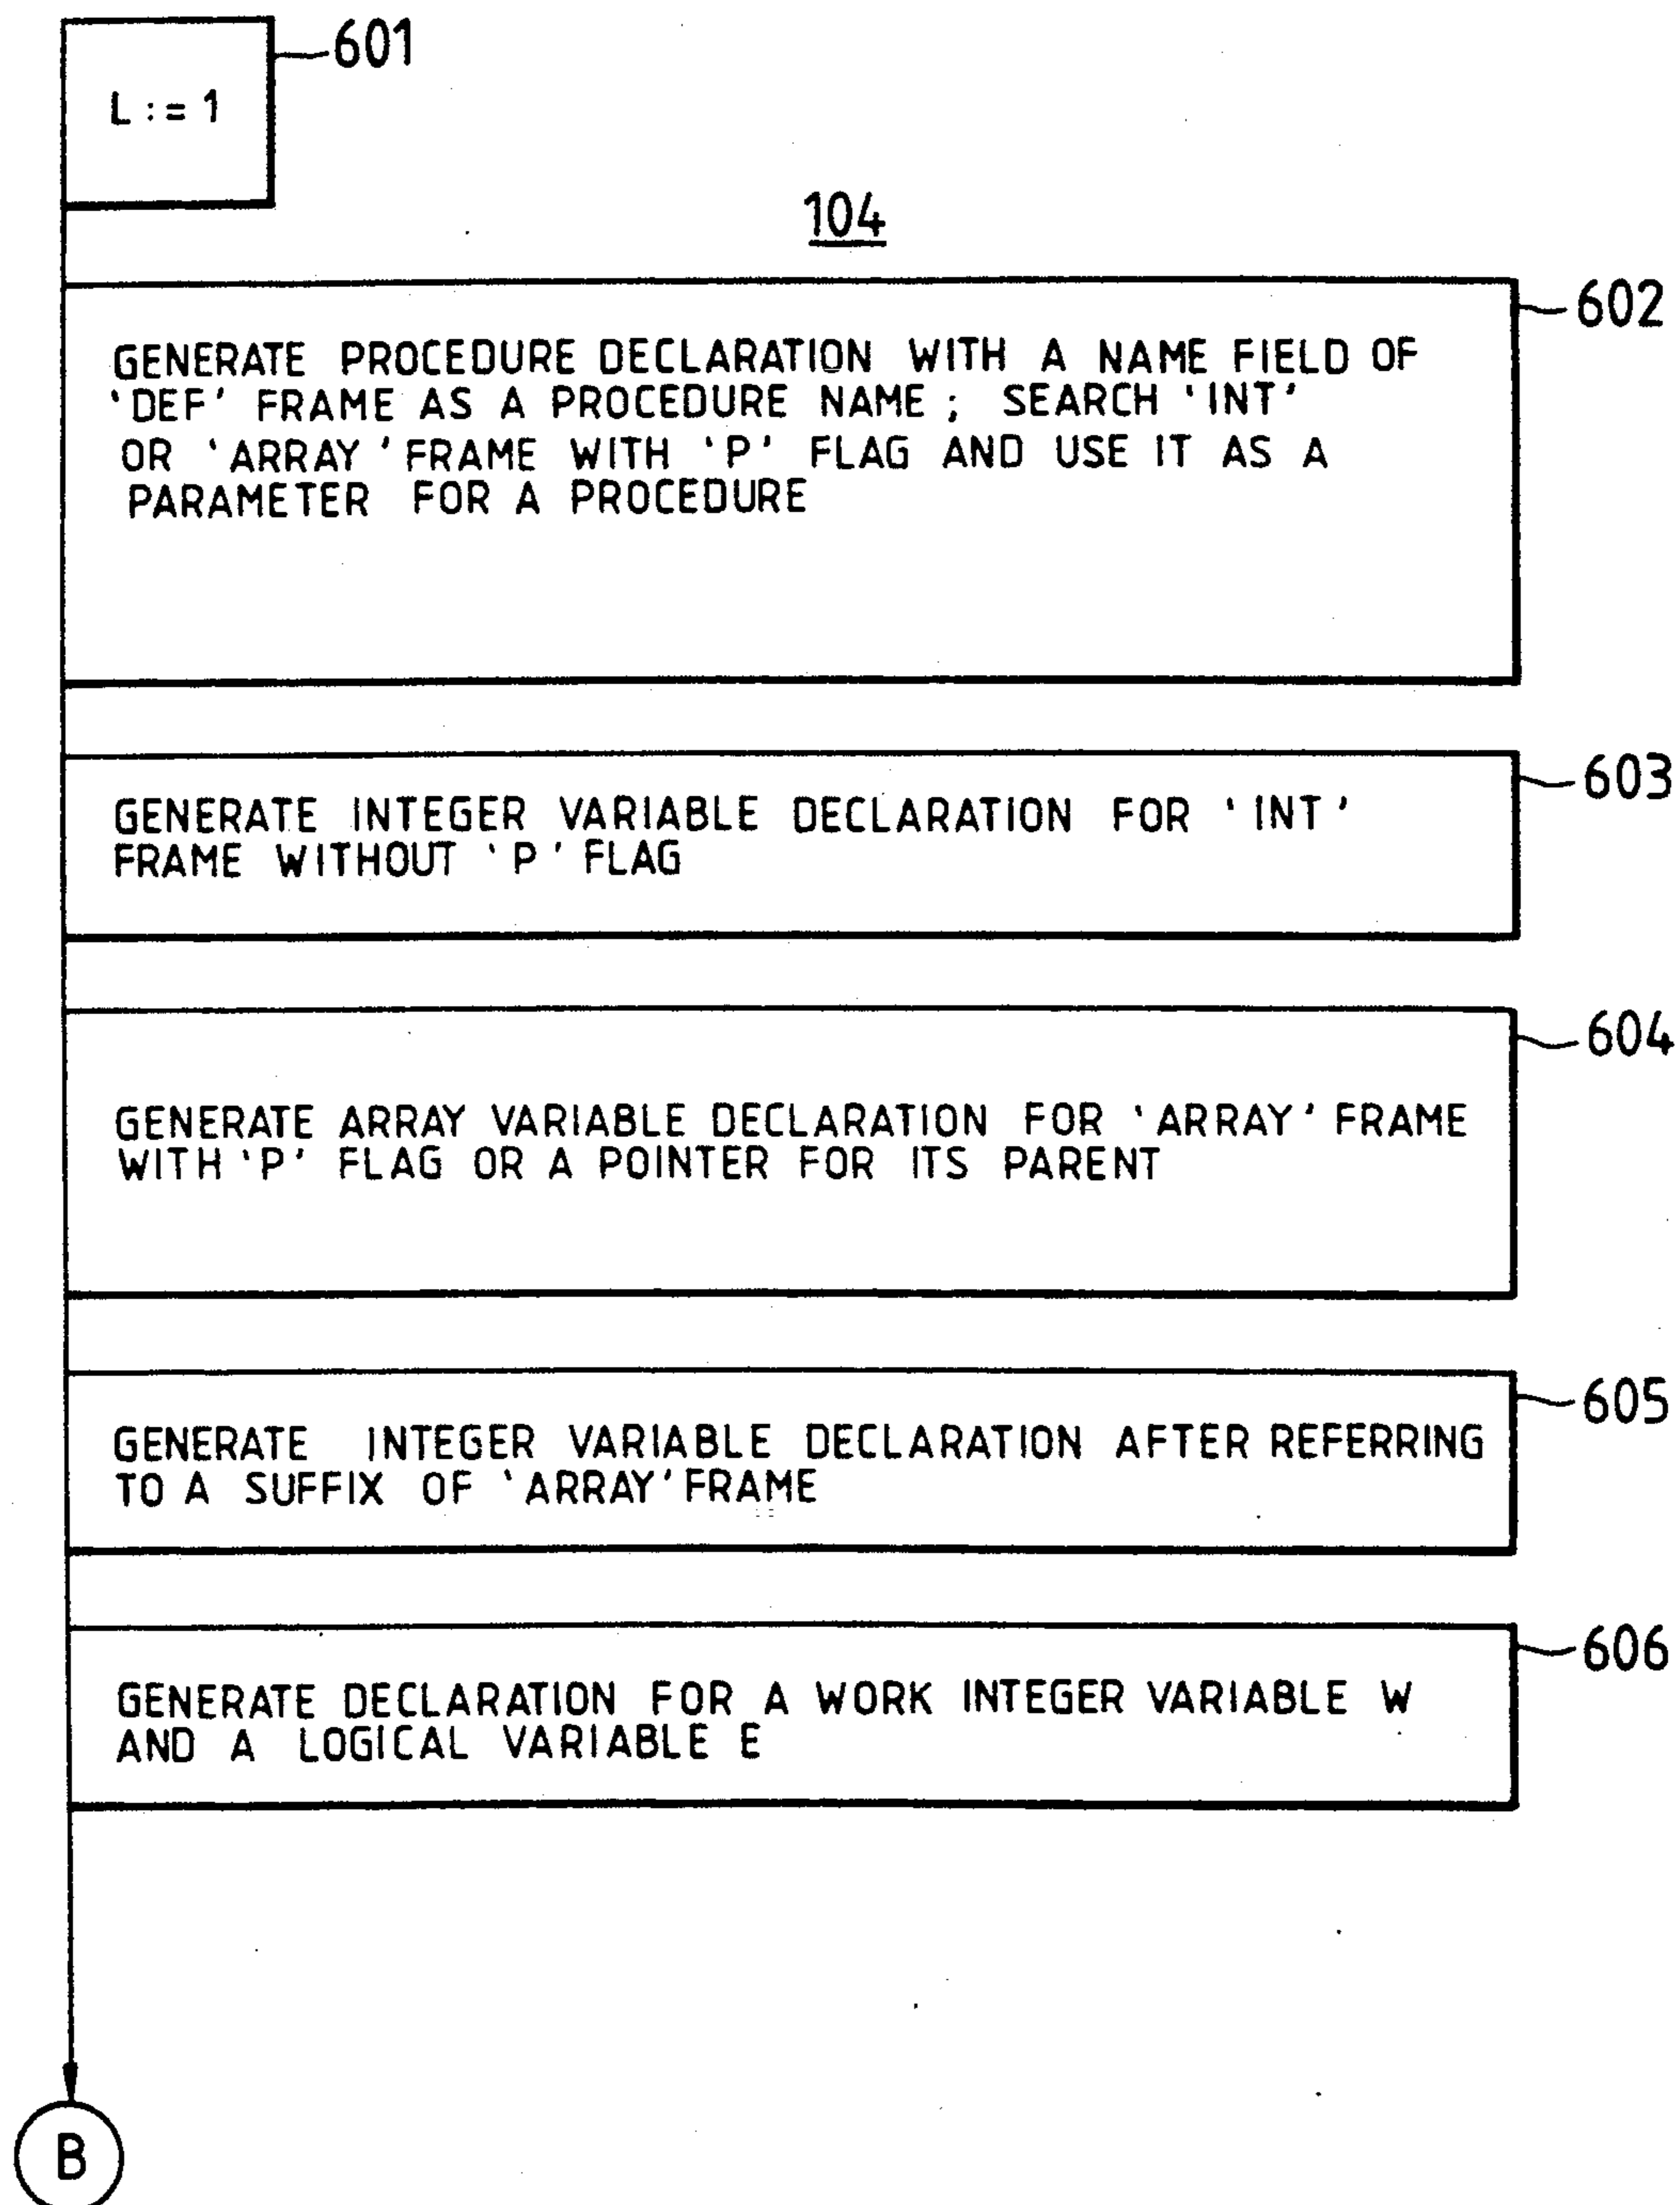 601
L := 1
104
602
GENERATE PROCEDURE DECLARATION WITH A NAME FIELD OF
'DEF' FRAME AS A PROCEDURE NAME ; SEARCH 'INT'
OR 'ARRAY' FRAME WITH 'P' FLAG AND USE IT AS A
PARAMETER FOR A PROCEDURE
603
GENERATE INTEGER VARIABLE DECLARATION FOR 'INT'
FRAME WITHOUT 'P' FLAG
604
GENERATE ARRAY VARIABLE DECLARATION FOR 'ARRAY' FRAME
WITH 'P' FLAG OR A POINTER FOR ITS PARENT
605
GENERATE INTEGER VARIABLE DECLARATION AFTER REFERRING
TO A SUFFIX OF 'ARRAY' FRAME
606
GENERATE DECLARATION FOR A WORK INTEGER VARIABLE W
AND A LOGICAL VARIABLE E
B